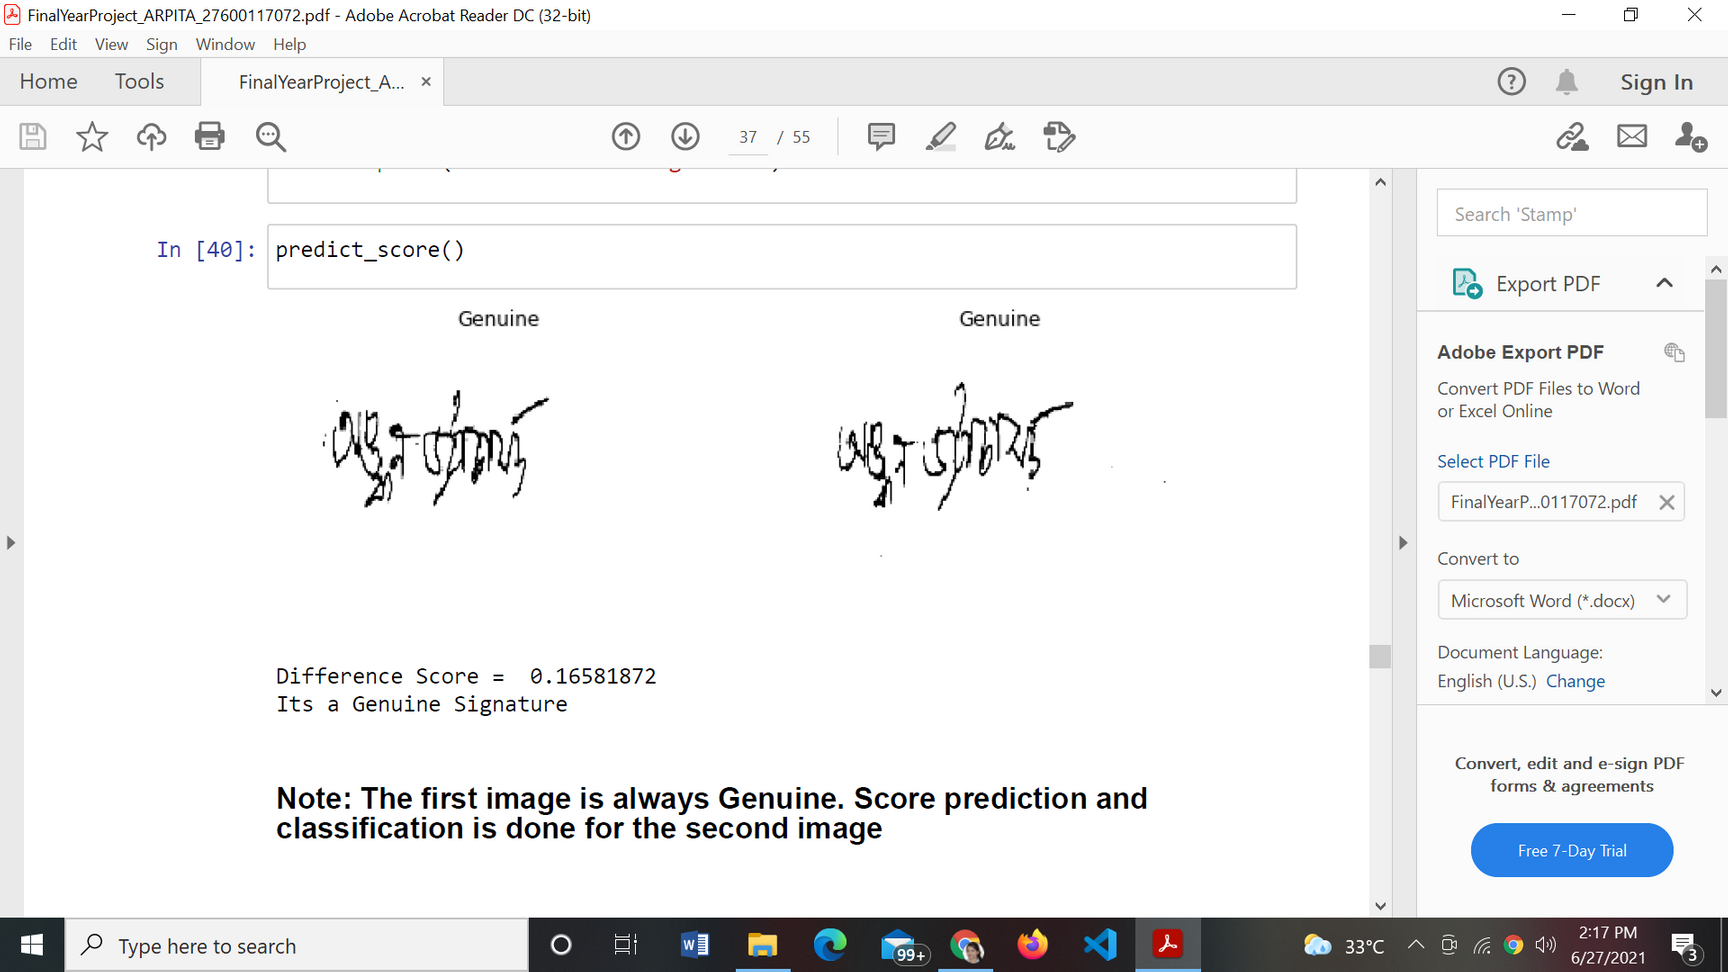 FinalYearProject_ARPITA_27600117072.pdf - Adobe Acrobat Reader DC (32-bit)
File Edit View Sign Window Help
Home Tools FinalYearProject_A... ×
Sign In
37 / 55
Search 'Stamp'
In [40]: predict_score()
Export PDF
Genuine Genuine
Adobe Export PDF
Convert PDF Files to Word
or Excel Online
Select PDF File
FinalYearP...0117072.pdf
Convert to
Microsoft Word (*.docx)
Document Language:
English (U.S.) Change
Difference Score = 0.16581872
Its a Genuine Signature
Note: The first image is always Genuine. Score prediction and
classification is done for the second image
Convert, edit and e-sign PDF
forms & agreements
Free 7-Day Trial
Type here to search
99+
33°C
2:17 PM
6/27/2021
3